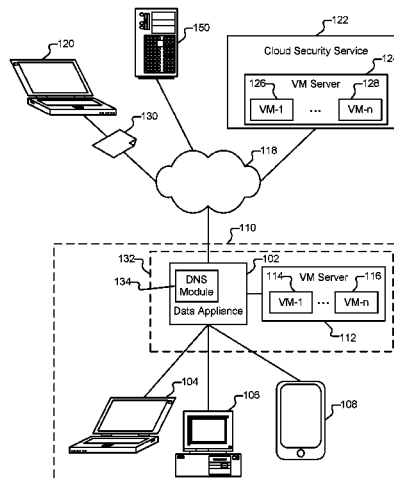 120
150
122
Cloud Security Service
124
VM Server
126
128
VM-1 ... VM-n
130
118
110
132
102
134
DNS
Module
Data Appliance
VM Server
114
116
VM-1 ... VM-n
112
104
106
108